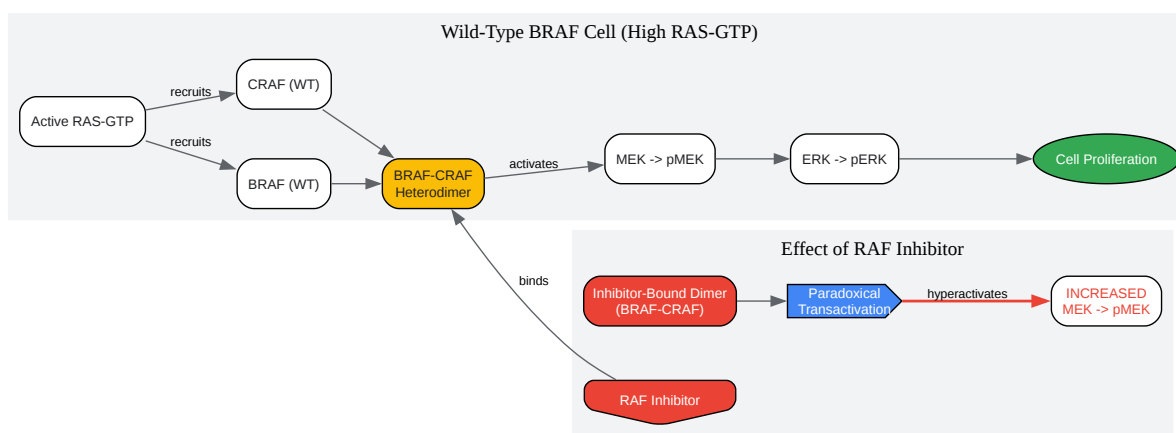 Wild-Type BRAF Cell (High RAS-GTP)
CRAF (WT)
recruits
Active RAS-GTP
recruits
BRAF (WT)
BRAF-CRAF
Heterodimer
activates
MEK -> pMEK
ERK -> pERK
Cell Proliferation
Effect of RAF Inhibitor
binds
Inhibitor-Bound Dimer
(BRAF-CRAF)
Paradoxical
Transactivation
hyperactivates
INCREASED
MEK -> pMEK
RAF Inhibitor